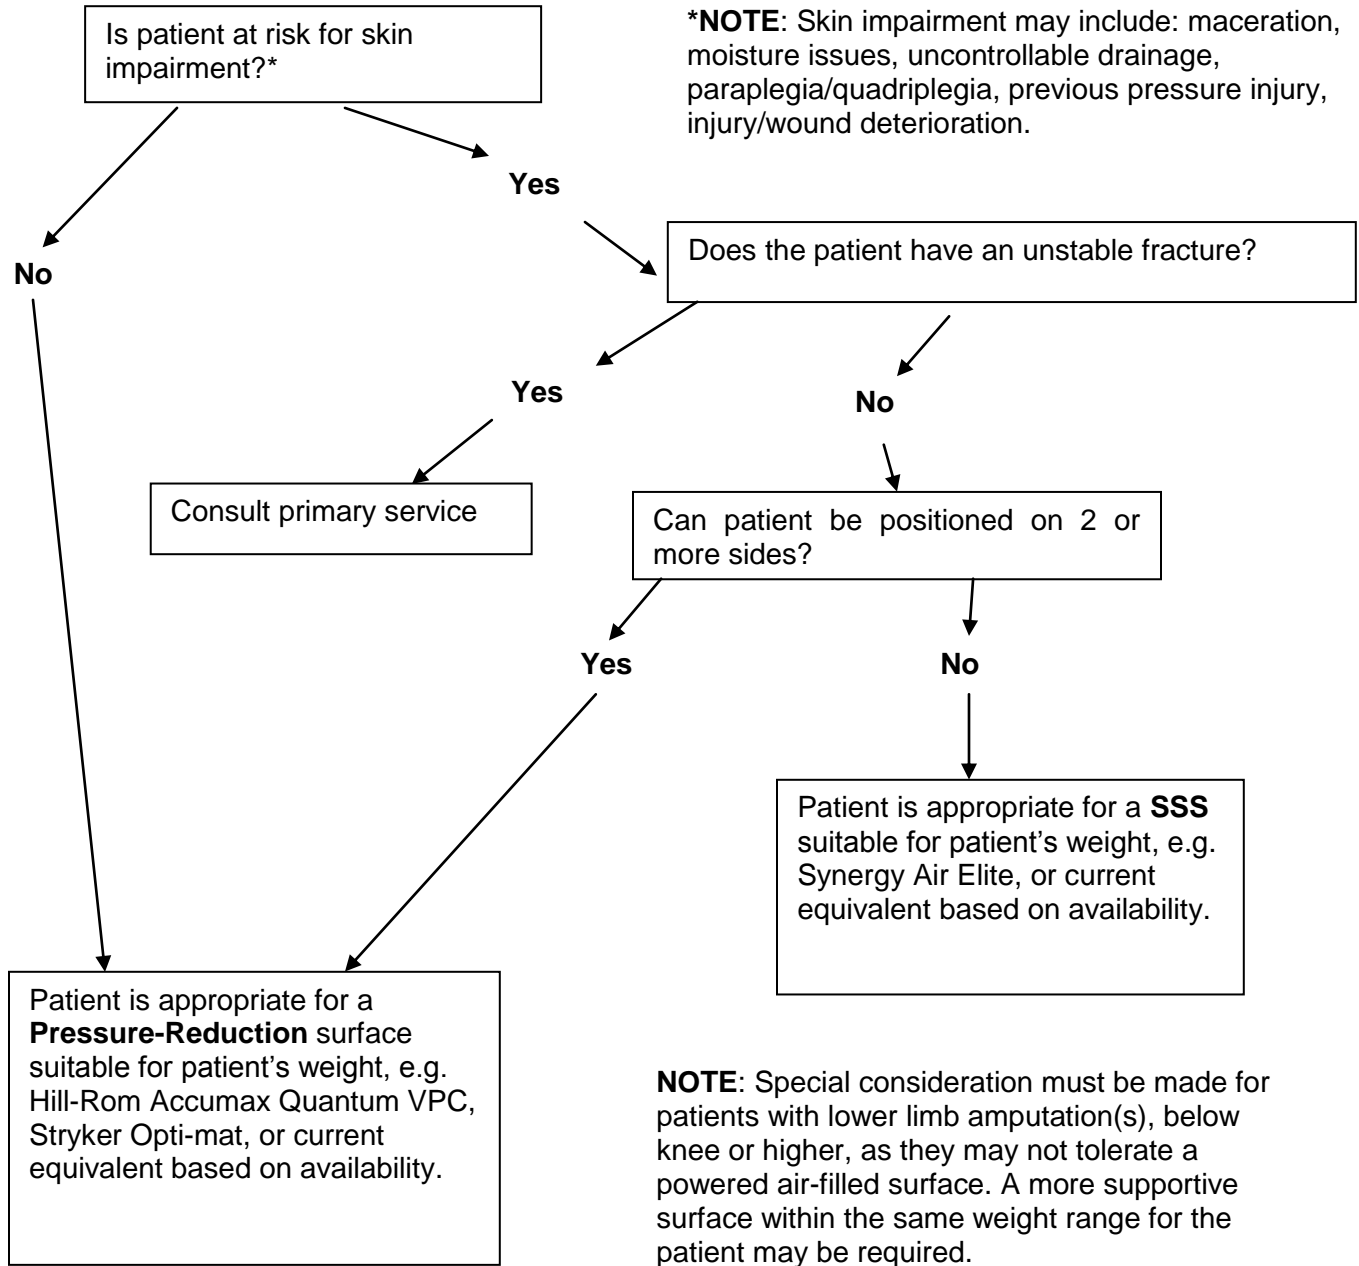 Is patient at risk for skin
impairment?*
*NOTE: Skin impairment may include: maceration,
moisture issues, uncontrollable drainage,
paraplegia/quadriplegia, previous pressure injury,
injury/wound deterioration.
Yes
No
Does the patient have an unstable fracture?
Yes
No
Consult primary service
Can patient be positioned on 2 or
more sides?
Yes
No
Patient is appropriate for a SSS
suitable for patient’s weight, e.g.
Synergy Air Elite, or current
equivalent based on availability.
Patient is appropriate for a
Pressure-Reduction surface
suitable for patient’s weight, e.g.
Hill-Rom Accumax Quantum VPC,
Stryker Opti-mat, or current
equivalent based on availability.
NOTE: Special consideration must be made for
patients with lower limb amputation(s), below
knee or higher, as they may not tolerate a
powered air-filled surface. A more supportive
surface within the same weight range for the
patient may be required.